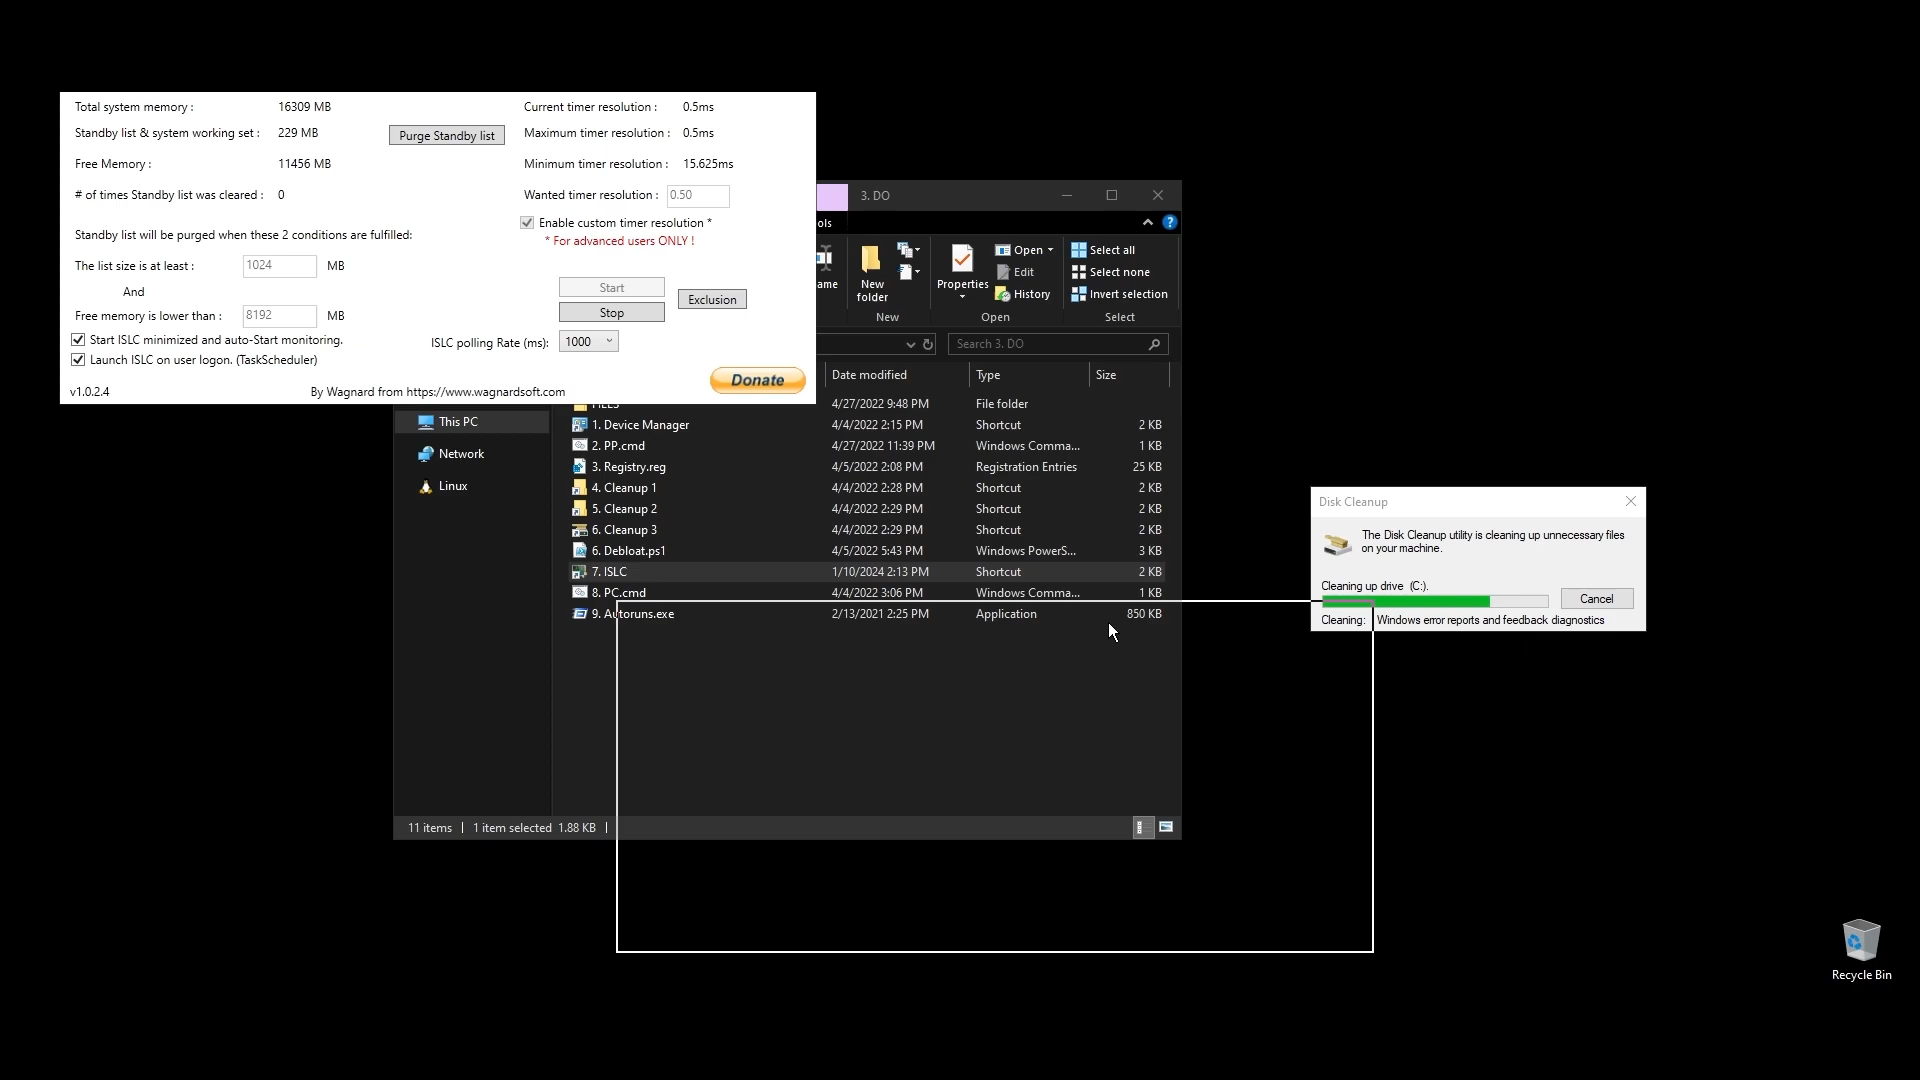 Total system memory : 16309 MB
Standby list & system working set : 229 MB
Purge Standby list
Free Memory : 11456 MB
# of times Standby list was cleared : 0
Standby list will be purged when these 2 conditions are fulfilled:
The list size is at least : 1024 MB
And
Free memory is lower than : 8192 MB
Start ISLC minimized and auto-Start monitoring.
Launch ISLC on user logon. (TaskScheduler)
v1.0.2.4
By Wagnard from https://www.wagnardsoft.com
Current timer resolution : 0.5ms
Maximum timer resolution : 0.5ms
Minimum timer resolution : 15.625ms
Wanted timer resolution : 0.50
Enable custom timer resolution *
* For advanced users ONLY !
Start
Stop
Exclusion
ISLC polling Rate (ms): 1000
Donate
3. DO
ols
ame
New folder
New
Properties
Open
Edit
History
Open
Select all
Select none
Invert selection
Select
Search 3. DO
Date modified Type Size
This PC
Network
Linux
4/27/2022 9:48 PM File folder
1. Device Manager 4/4/2022 2:15 PM Shortcut 2 KB
2. PP.cmd 4/27/2022 11:39 PM Windows Comma... 1 KB
3. Registry.reg 4/5/2022 2:08 PM Registration Entries 25 KB
4. Cleanup 1 4/4/2022 2:28 PM Shortcut 2 KB
5. Cleanup 2 4/4/2022 2:29 PM Shortcut 2 KB
6. Cleanup 3 4/4/2022 2:29 PM Shortcut 2 KB
6. Debloat.ps1 4/5/2022 5:43 PM Windows PowerS... 3 KB
7. ISLC 1/10/2024 2:13 PM Shortcut 2 KB
8. PC.cmd 4/4/2022 3:06 PM Windows Comma... 1 KB
9. Autoruns.exe 2/13/2021 2:25 PM Application 850 KB
11 items 1 item selected 1.88 KB
Disk Cleanup
The Disk Cleanup utility is cleaning up unnecessary files
on your machine.
Cleaning up drive (C:).
Cancel
Cleaning: Windows error reports and feedback diagnostics
Recycle Bin